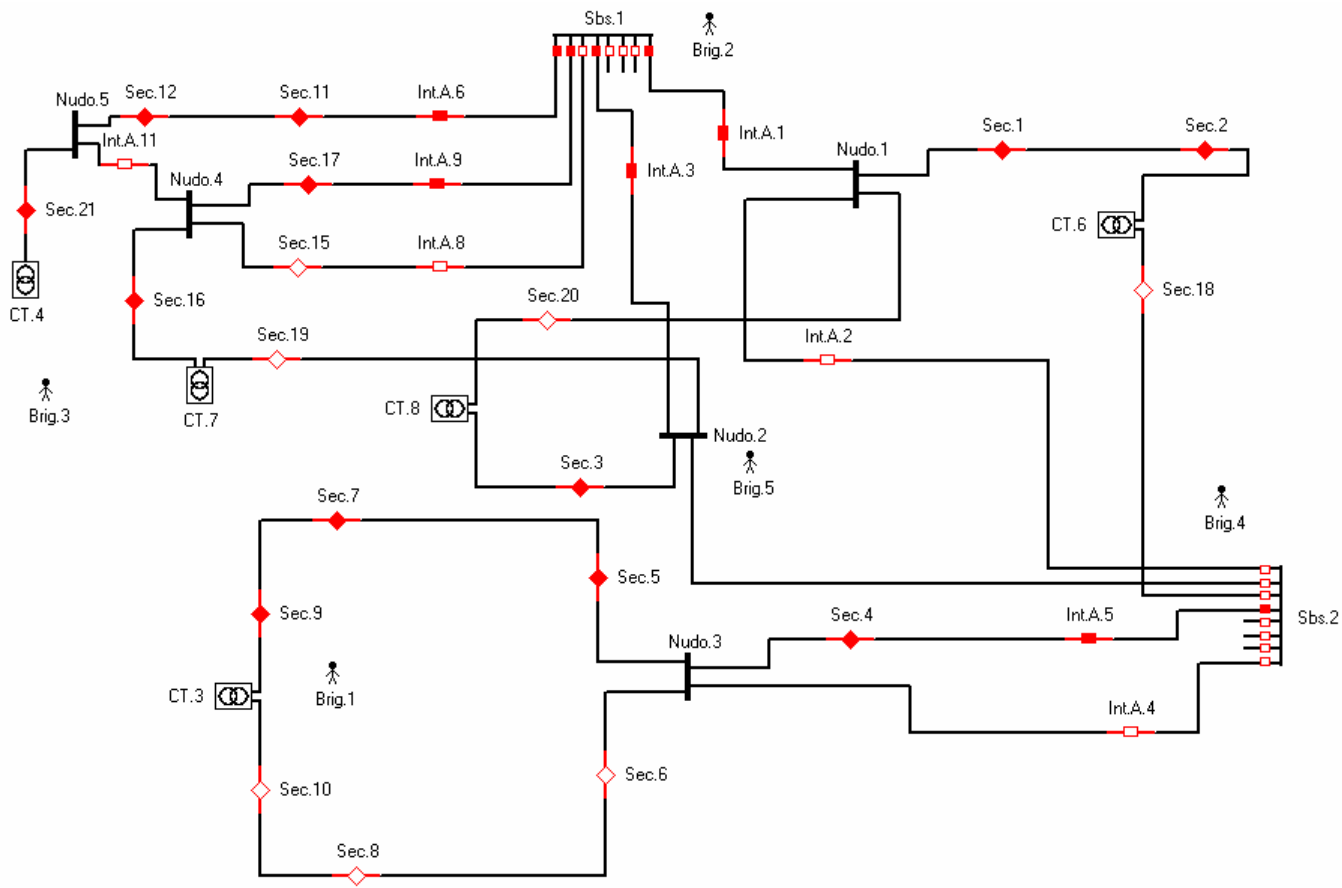 Sbs.1
Brig.2
Sec.12
Sec.11
Int.A.6
Nudo.5
Int.A.11
Int.A.1
Sec.1
Sec.2
Sec.17
Int.A.9
Nudo.1
Int.A.3
Nudo.4
Sec.21
CT.6
Sec.15
Int.A.8
Sec.18
Sec.16
Sec.20
CT.4
Sec.19
Int.A.2
Brig.3
CT.7
CT.8
Nudo.2
Sec.3
Brig.5
Sec.7
Brig.4
Sec.5
Sec.9
Sec.4
Int.A.5
Sbs.2
Nudo.3
CT.3
Brig.1
Int.A.4
Sec.6
Sec.10
Sec.8